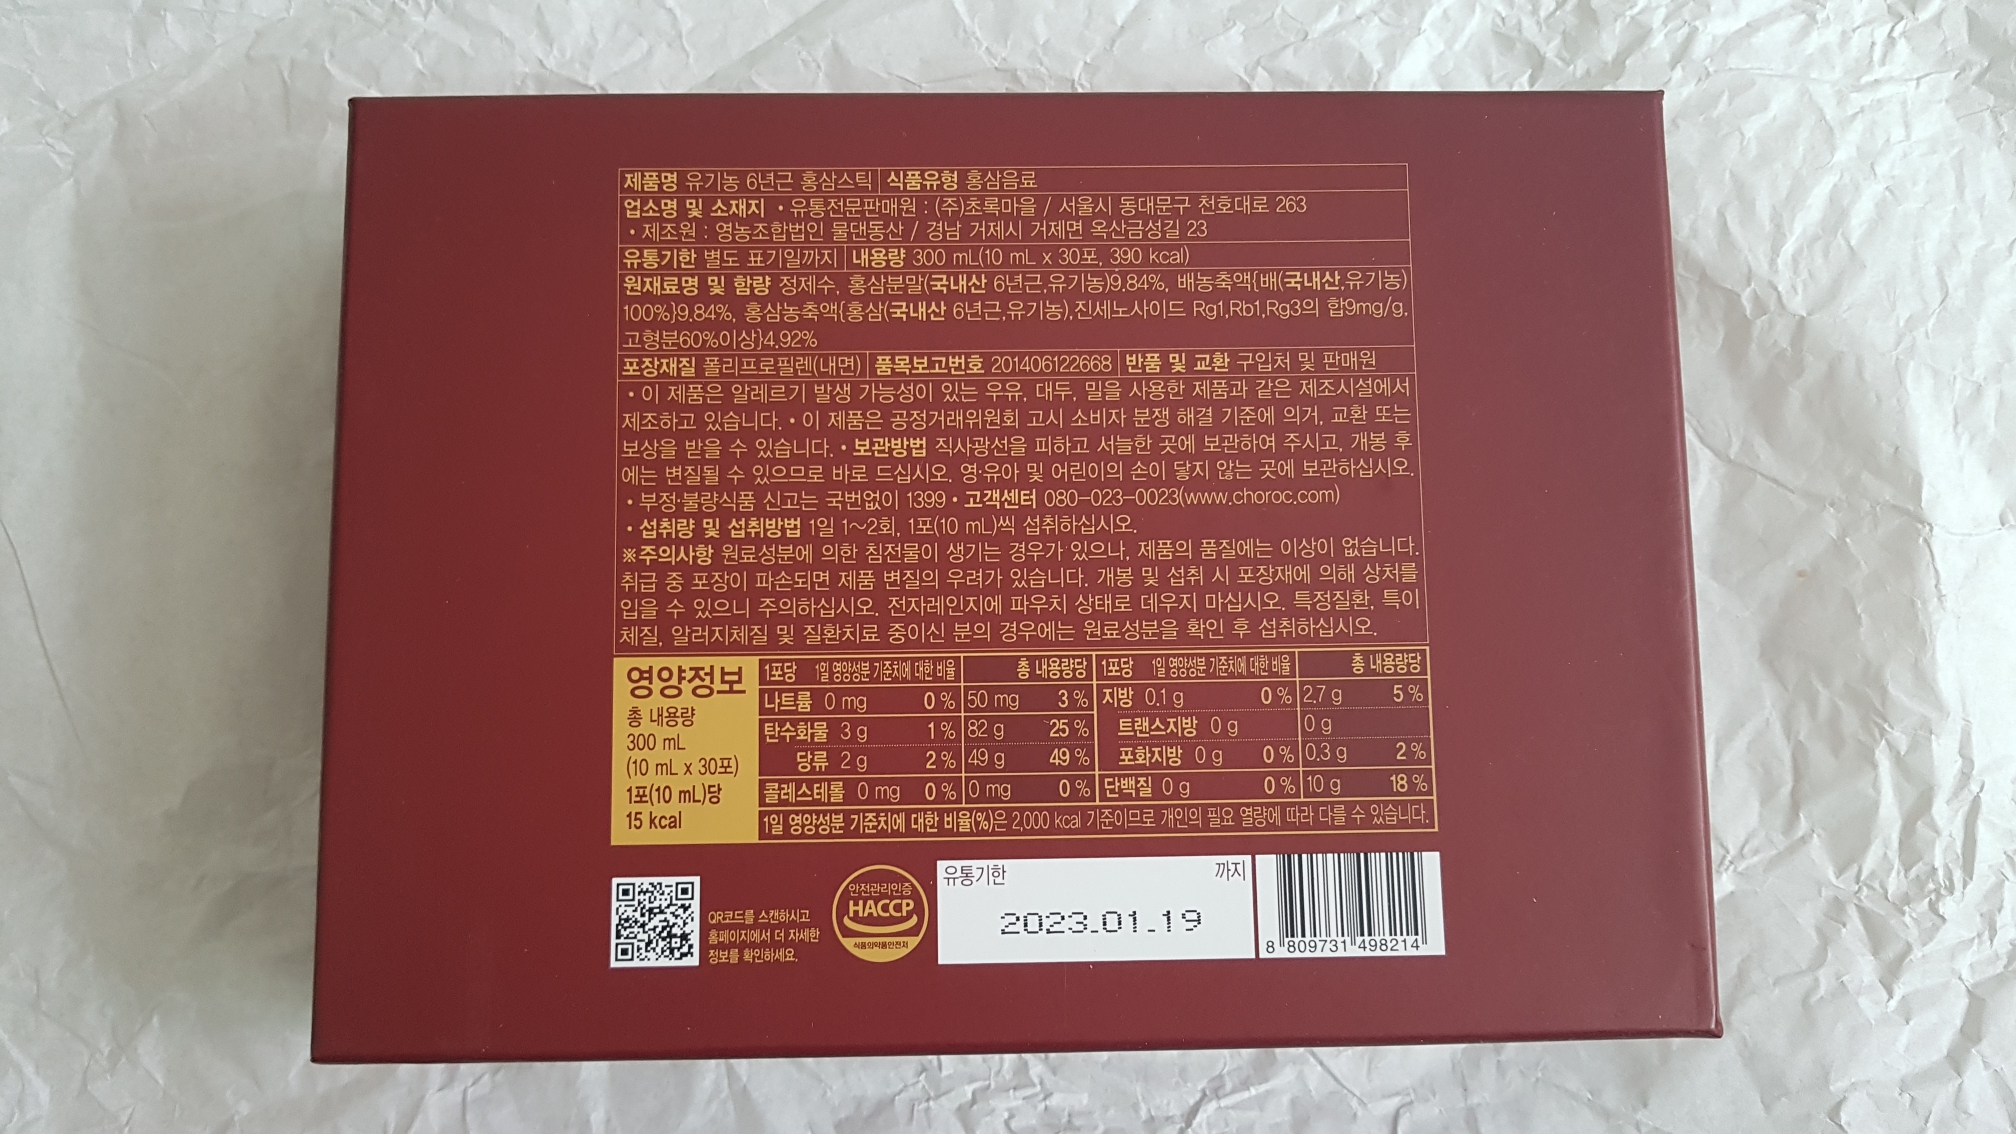 제품명 유기농 6년근 홍삼스틱 식품유형 홍삼음료
업소명 및 소재지 • 유통전문판매원 : (주)초록마을 / 서울시 동대문구 천호대로 263
• 제조원 : 영농조합법인 물댄동산 / 경남 거제시 거제면 옥산금성길 23
유통기한 별도 표기일까지 내용량 300 mL(10 mL x 30포, 390 kcal)
원재료명 및 함량 정제수, 홍삼분말(국내산 6년근,유기농)9.84%, 배농축액{배(국내산,유기농)
100%}9.84%, 홍삼농축액{홍삼(국내산 6년근,유기농),진세노사이드 Rg1,Rb1,Rg3의 합9mg/g,
고형분60%이상}4.92%
포장재질 폴리프로필렌(내면) 품목보고번호 201406122668 반품 및 교환 구입처 및 판매원
• 이 제품은 알레르기 발생 가능성이 있는 우유, 대두, 밀을 사용한 제품과 같은 제조시설에서
제조하고 있습니다. • 이 제품은 공정거래위원회 고시 소비자 분쟁 해결 기준에 의거, 교환 또는
보상을 받을 수 있습니다. • 보관방법 직사광선을 피하고 서늘한 곳에 보관하여 주시고, 개봉 후
에는 변질될 수 있으므로 바로 드십시오. 영·유아 및 어린이의 손이 닿지 않는 곳에 보관하십시오.
• 부정·불량식품 신고는 국번없이 1399 • 고객센터 080-023-0023(www.choroc.com)
• 섭취량 및 섭취방법 1일 1~2회, 1포(10 mL)씩 섭취하십시오.
※주의사항 원료성분에 의한 침전물이 생기는 경우가 있으나, 제품의 품질에는 이상이 없습니다.
취급 중 포장이 파손되면 제품 변질의 우려가 있습니다. 개봉 및 섭취 시 포장재에 의해 상처를
입을 수 있으니 주의하십시오. 전자레인지에 파우치 상태로 데우지 마십시오. 특정질환, 특이
체질, 알러지체질 및 질환치료 중이신 분의 경우에는 원료성분을 확인 후 섭취하십시오.
영양정보
총 내용량
300 mL
(10 mL x 30포)
1포(10 mL)당
15 kcal
1포당 1일 영양성분 기준치에 대한 비율 총 내용량당 1포당 1일 영양성분 기준치에 대한 비율 총 내용량당
나트륨 0 mg 0 % 50 mg 3 % 지방 0.1 g 0 % 2.7 g 5 %
탄수화물 3 g 1 % 82 g 25 % 트랜스지방 0 g 0 g
당류 2 g 2 % 49 g 49 % 포화지방 0 g 0 % 0.3 g 2 %
콜레스테롤 0 mg 0 % 0 mg 0 % 단백질 0 g 0 % 10 g 18 %
1일 영양성분 기준치에 대한 비율(%)은 2,000 kcal 기준이므로 개인의 필요 열량에 따라 다를 수 있습니다.
QR코드를 스캔하시고
홈페이지에서 더 자세한
정보를 확인하세요.
안전관리인증
HACCP
식품의약품안전처
유통기한 까지
2023.01.19
8 809731 498214